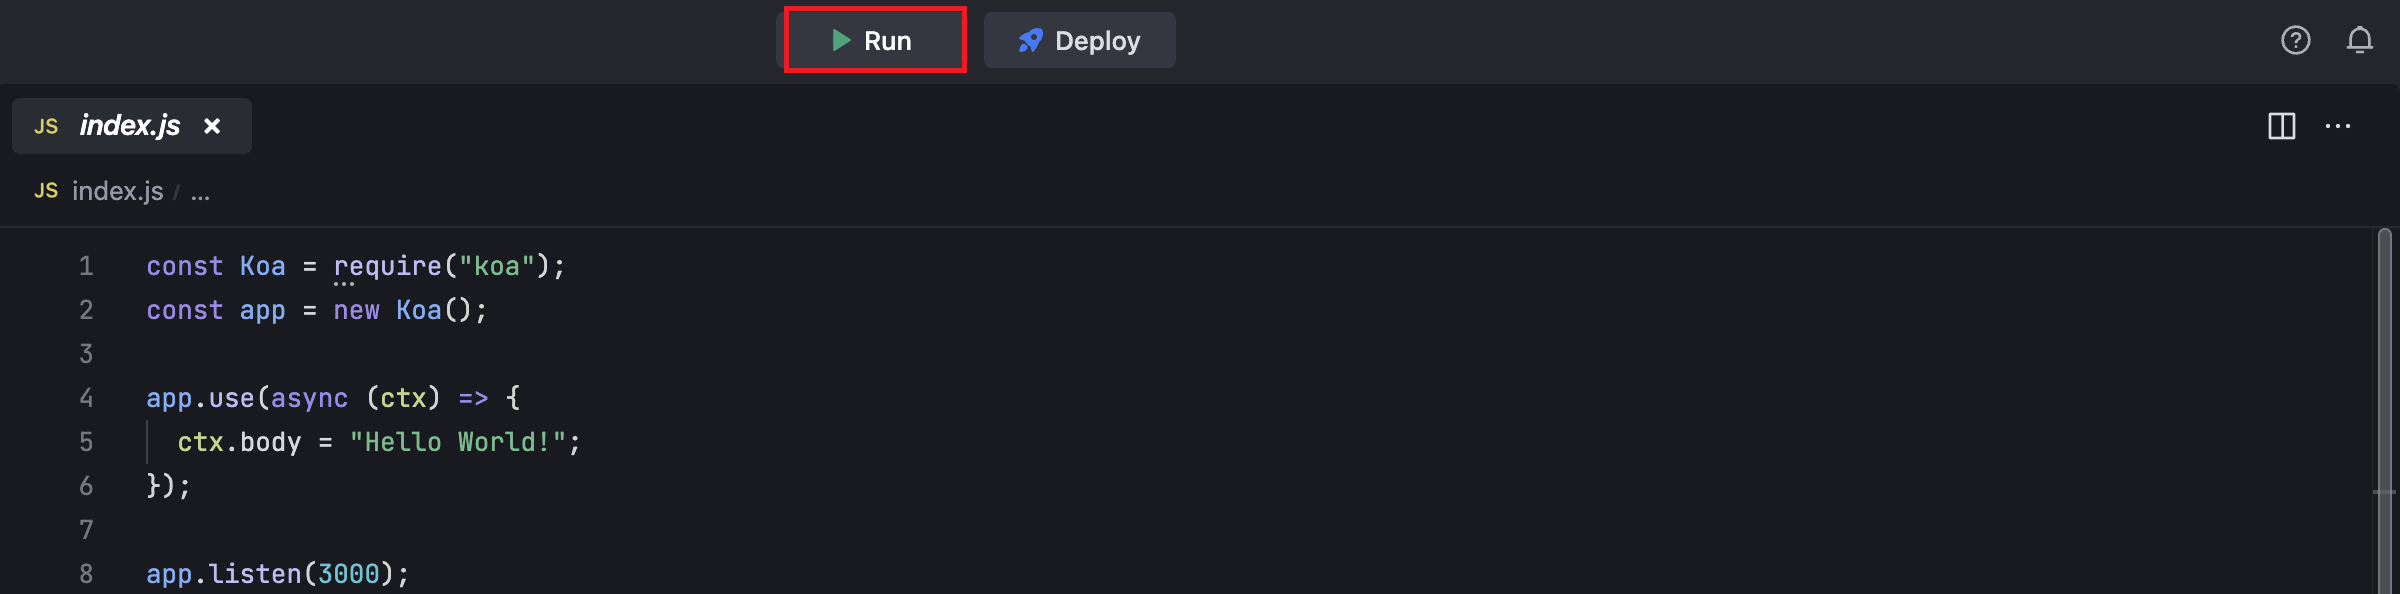 Run
Deploy
JS index.js
JS index.js / ...
1 const Koa = require("koa");
2 const app = new Koa();
3
4 app.use(async (ctx) => {
5   ctx.body = "Hello World!";
6 });
7
8 app.listen(3000);